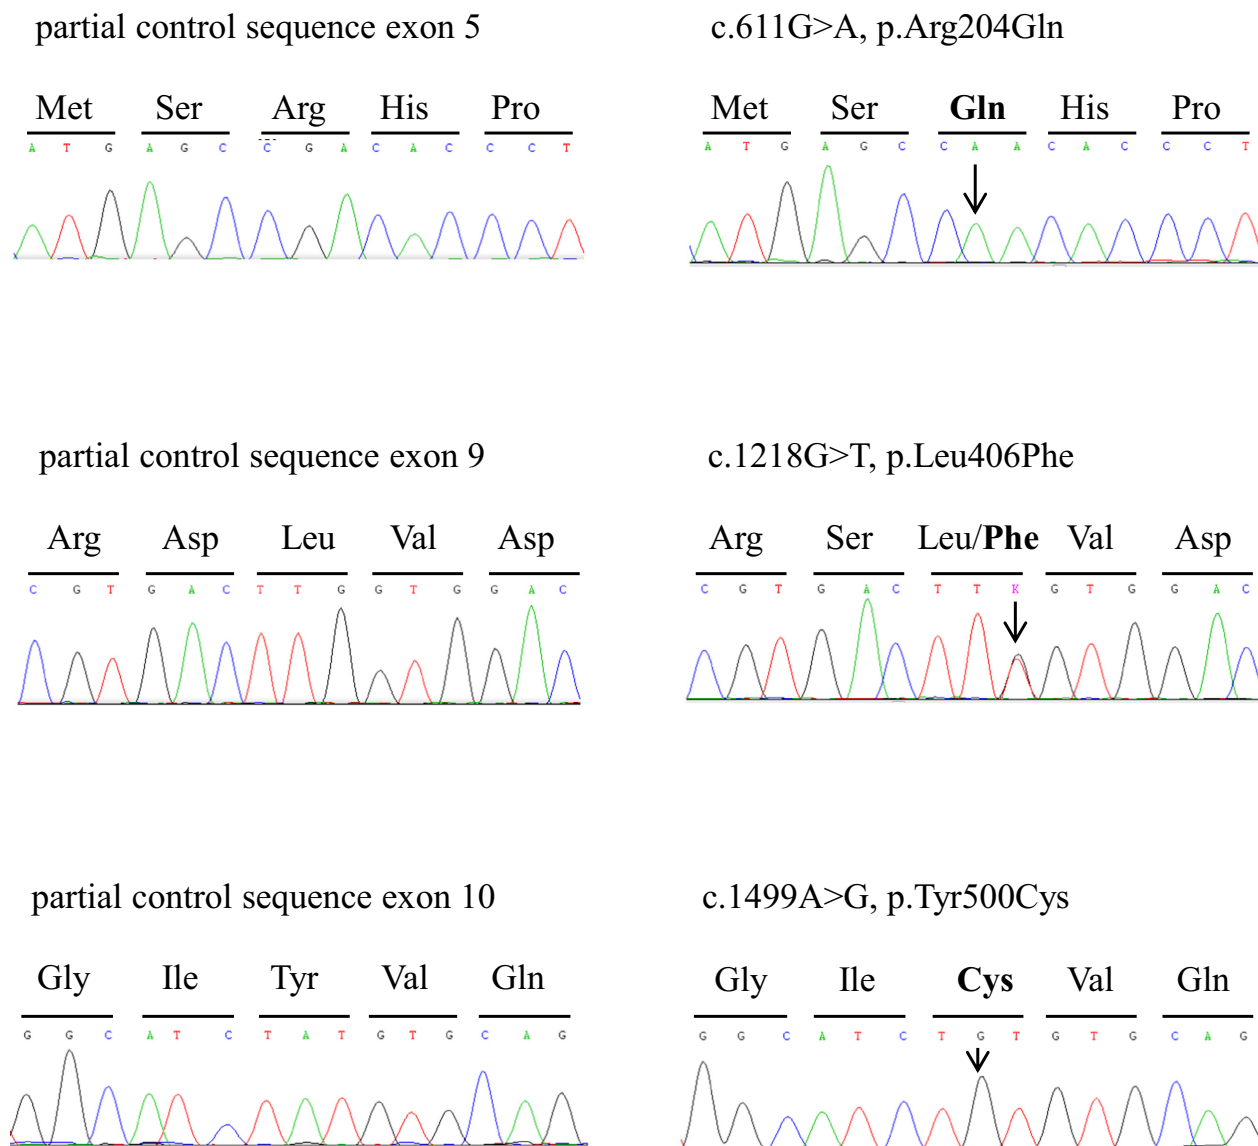 partial control sequence exon 5
c.611G>A, p.Arg204Gln
Met Ser Arg His Pro
Met Ser Gln His Pro
A T G A G C C G A C A C C C T
A T G A G C C A A C A C C C T
partial control sequence exon 9
c.1218G>T, p.Leu406Phe
Arg Asp Leu Val Asp
Arg Ser Leu/Phe Val Asp
C G T G A C T T G G T G G A C
C G T G A C T T K G T G G A C
partial control sequence exon 10
c.1499A>G, p.Tyr500Cys
Gly Ile Tyr Val Gln
Gly Ile Cys Val Gln
G G C A T C T A T G T G C A G
G G C A T C T G T G T G C A G